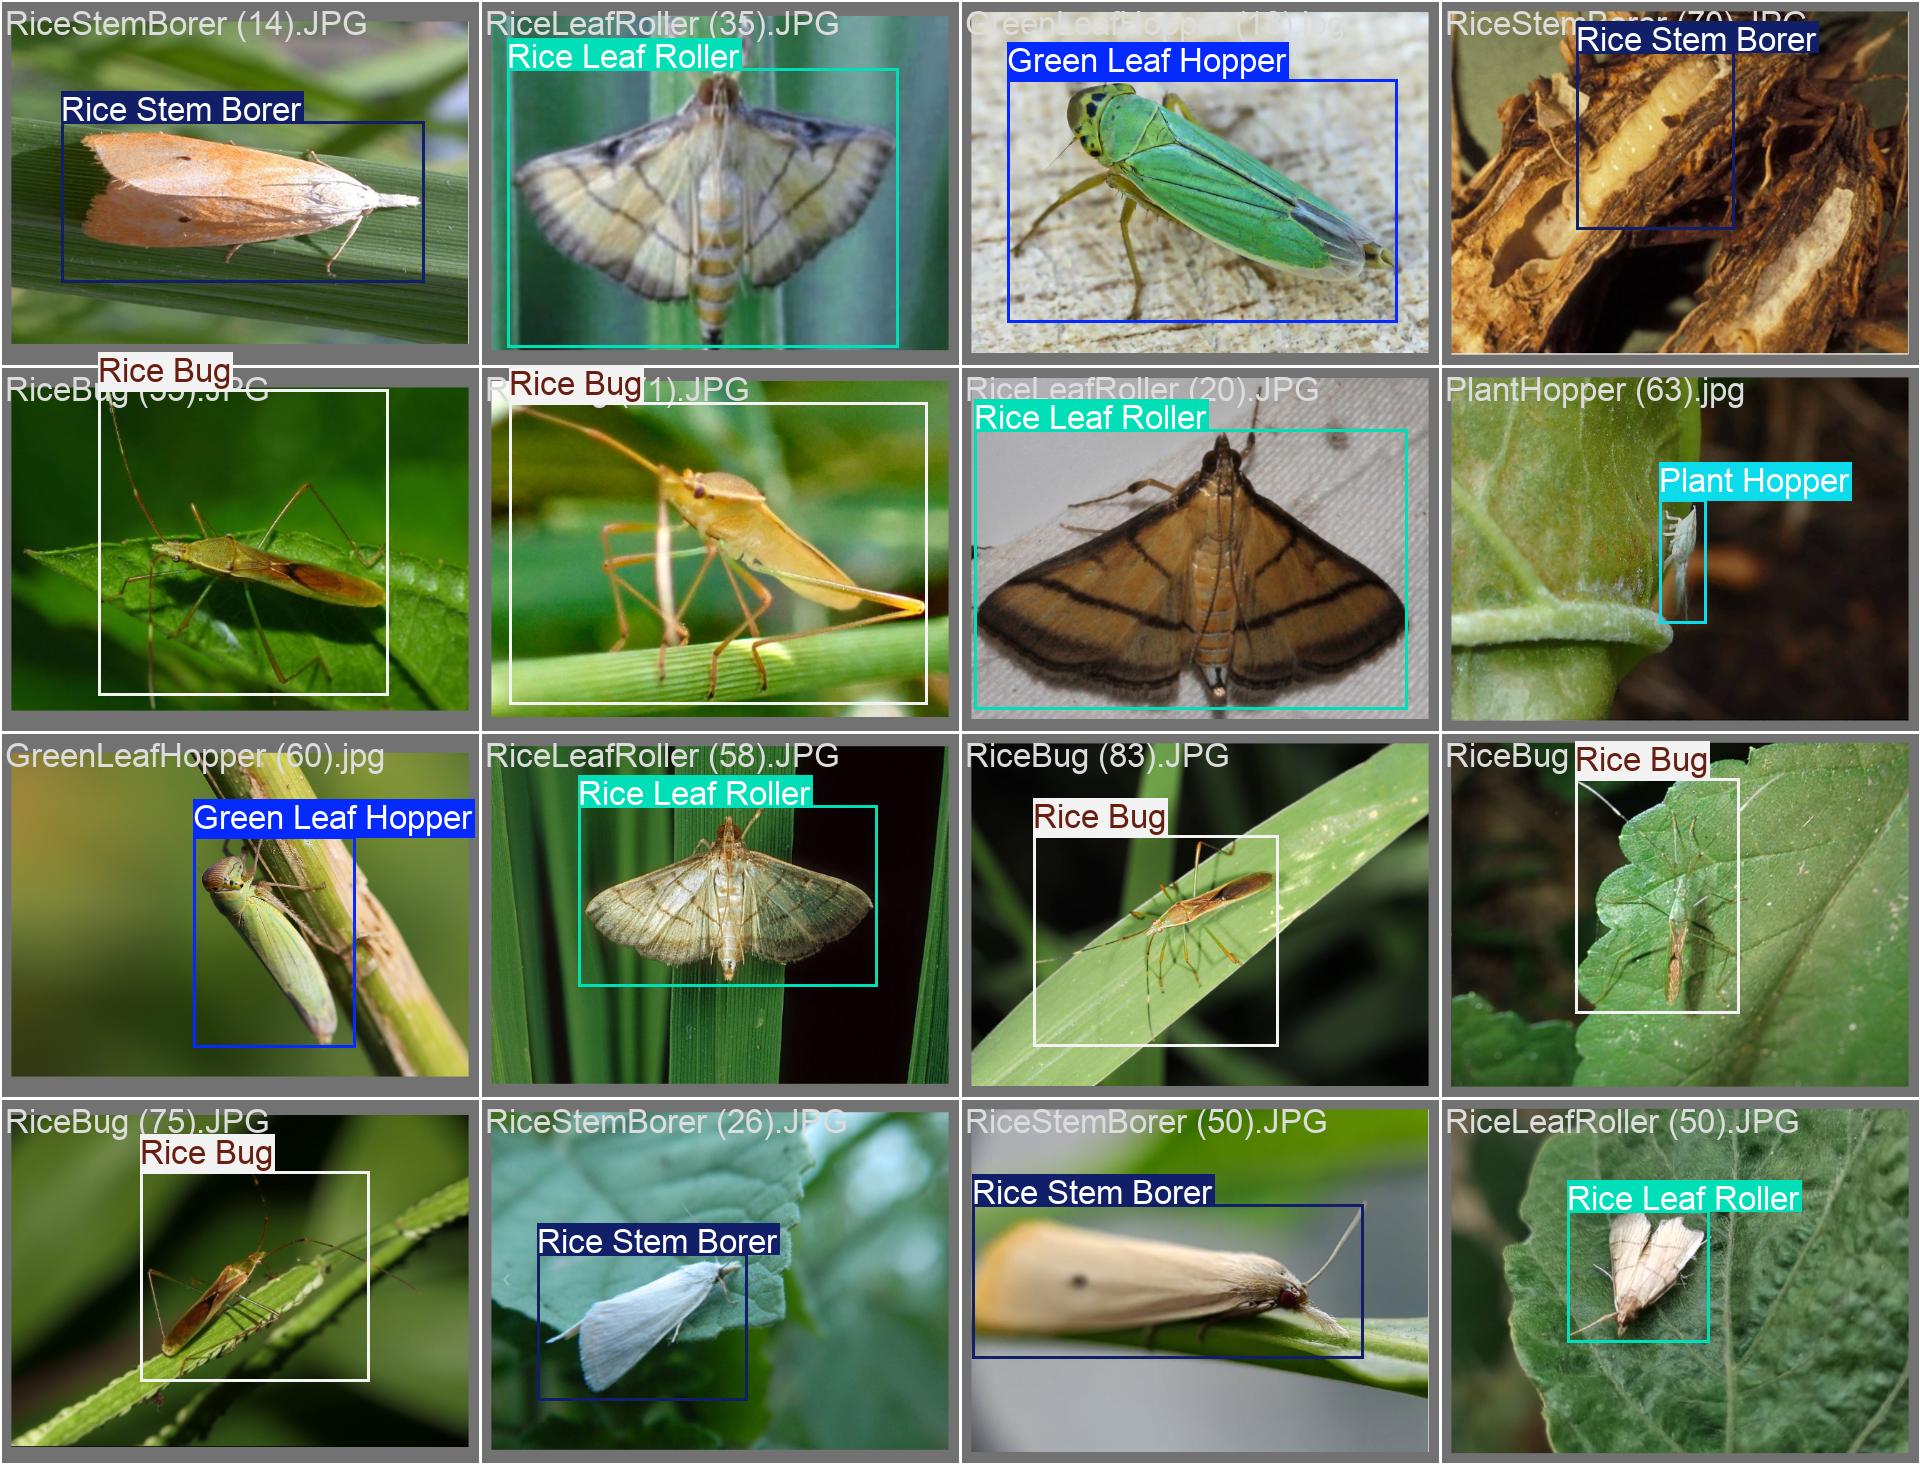 RiceStemBorer (14).JPG
Rice Stem Borer
RiceLeafRoller (35).JPG
Rice Leaf Roller
GreenLeafHopper
Green Leaf Hopper
RiceStemBorer (70).JPG
Rice Stem Borer
Rice Bug
Rice Bug
1).JPG
RiceLeafRoller (20).JPG
Rice Leaf Roller
PlantHopper (63).jpg
Plant Hopper
GreenLeafHopper (60).jpg
Green Leaf Hopper
RiceLeafRoller (58).JPG
Rice Leaf Roller
RiceBug (83).JPG
Rice Bug
RiceBug
Rice Bug
RiceBug (75).JPG
Rice Bug
RiceStemBorer (26).JPG
Rice Stem Borer
RiceStemBorer (50).JPG
Rice Stem Borer
RiceLeafRoller (50).JPG
Rice Leaf Roller